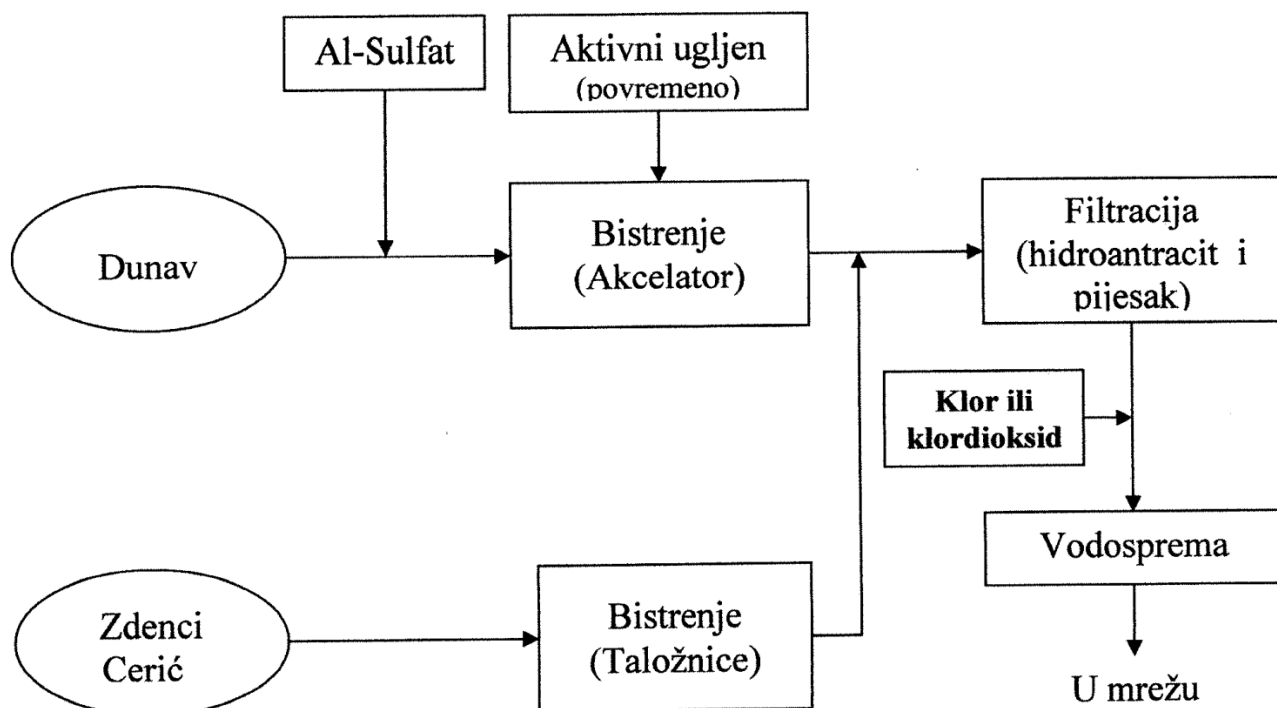 Al-Sulfat
Aktivni ugljen
(povremeno)
Dunav
Bistrenje
(Akcelator)
Filtracija
(hidroantracit i
pijesak)
Klor ili
klordioksid
Vodosprema
Zdenci
Cerić
Bistrenje
(Taložnice)
U mrežu